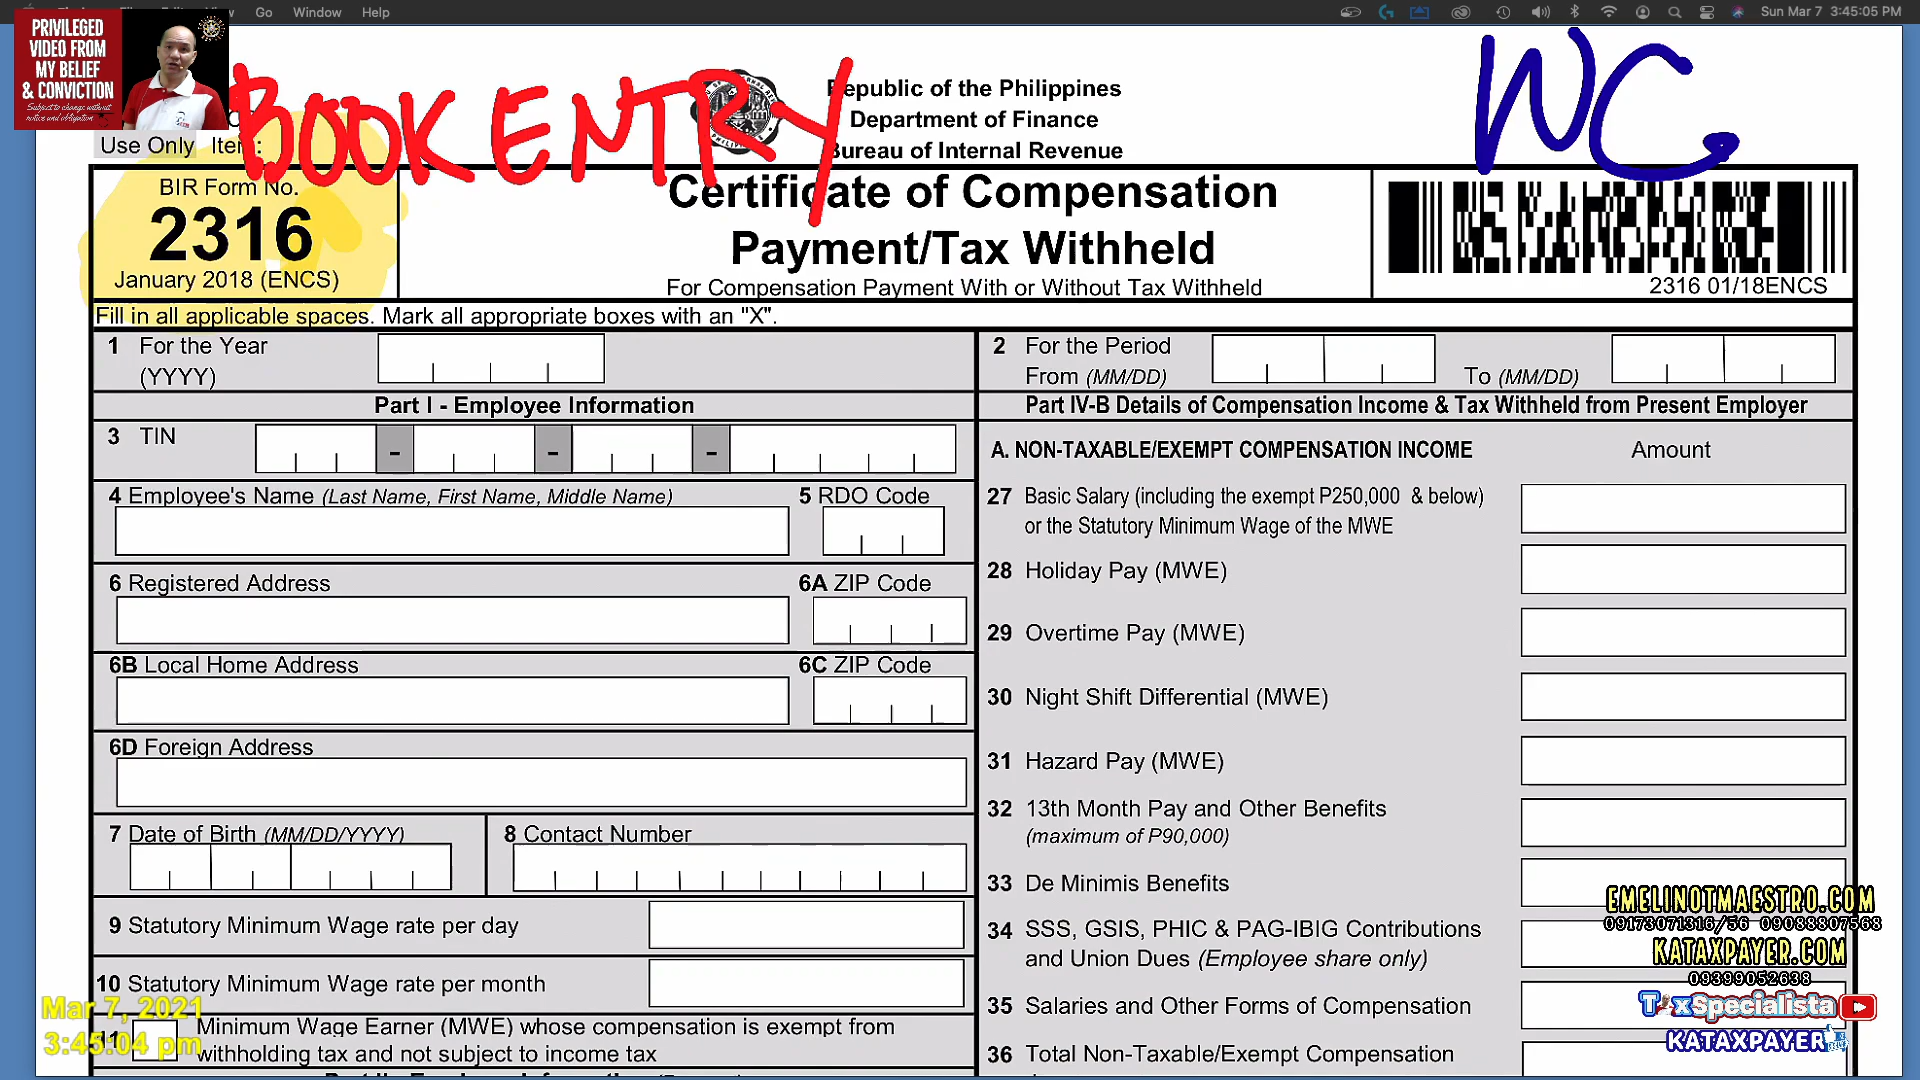 Go Window Help
Sun Mar 7 3:45:05 PM
PRIVILEGED
VIDEO FROM
MY BELIEF
& CONVICTION
Subject to change without
notice and obligation
BOOK ENTRY
WC
Republic of the Philippines
Department of Finance
Bureau of Internal Revenue
Use Only Item:
BIR Form No.
2316
January 2018 (ENCS)
Certificate of Compensation
Payment/Tax Withheld
For Compensation Payment With or Without Tax Withheld
2316 01/18ENCS
Fill in all applicable spaces. Mark all appropriate boxes with an "X".
1 For the Year
(YYYY)
2 For the Period
From (MM/DD) To (MM/DD)
Part I - Employee Information
3 TIN
- - -
4 Employee's Name (Last Name, First Name, Middle Name) 5 RDO Code
6 Registered Address 6A ZIP Code
6B Local Home Address 6C ZIP Code
6D Foreign Address
7 Date of Birth (MM/DD/YYYY) 8 Contact Number
9 Statutory Minimum Wage rate per day
10 Statutory Minimum Wage rate per month
11 Minimum Wage Earner (MWE) whose compensation is exempt from
withholding tax and not subject to income tax
Part IV-B Details of Compensation Income & Tax Withheld from Present Employer
A. NON-TAXABLE/EXEMPT COMPENSATION INCOME Amount
27 Basic Salary (including the exempt P250,000 & below)
or the Statutory Minimum Wage of the MWE
28 Holiday Pay (MWE)
29 Overtime Pay (MWE)
30 Night Shift Differential (MWE)
31 Hazard Pay (MWE)
32 13th Month Pay and Other Benefits
(maximum of P90,000)
33 De Minimis Benefits
34 SSS, GSIS, PHIC & PAG-IBIG Contributions
and Union Dues (Employee share only)
35 Salaries and Other Forms of Compensation
36 Total Non-Taxable/Exempt Compensation
Mar 7, 2021
3:45:04 pm
EMELINOTMAESTRO.COM
09173071316/56 09088807568
KATAXPAYER.COM
09399052638
TaxSpecialista
KATAXPAYER